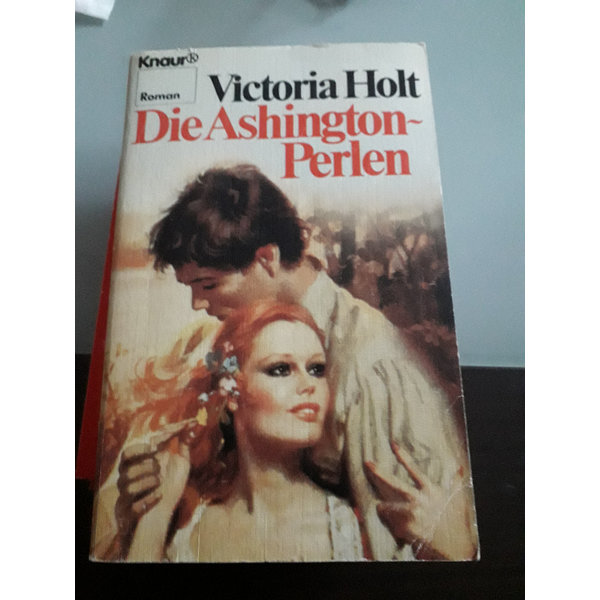 Knaur®
Roman
Victoria Holt
Die Ashington-
Perlen